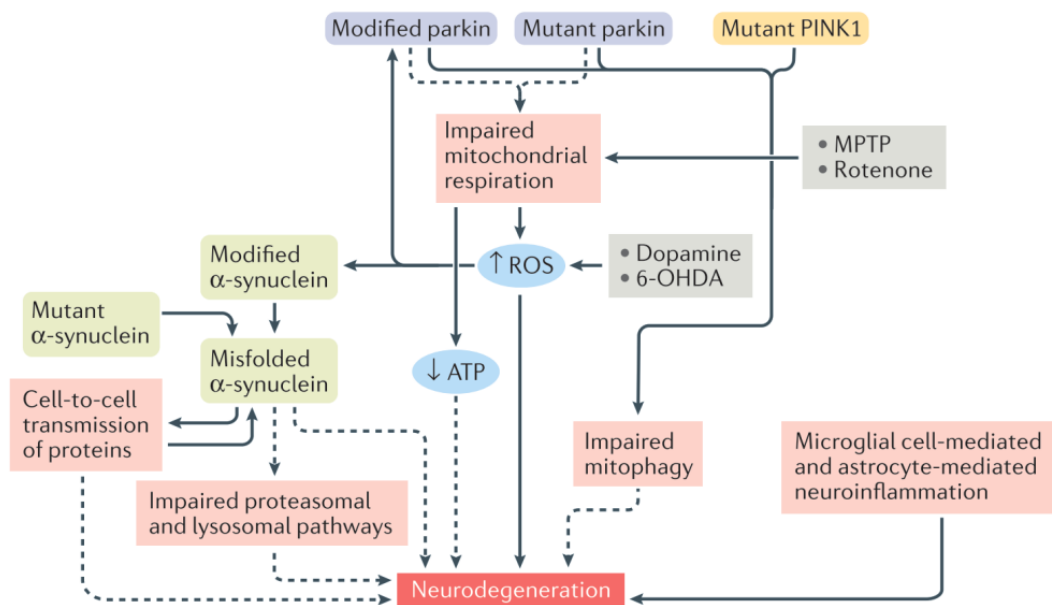 Modified parkin
Mutant parkin
Mutant PINK1
Impaired
mitochondrial
respiration
• MPTP
• Rotenone
Modified
α-synuclein
↑ ROS
• Dopamine
• 6-OHDA
Mutant
α-synuclein
Misfolded
α-synuclein
↓ ATP
Cell-to-cell
transmission
of proteins
Impaired
mitophagy
Microglial cell-mediated
and astrocyte-mediated
neuroinflammation
Impaired proteasomal
and lysosomal pathways
Neurodegeneration